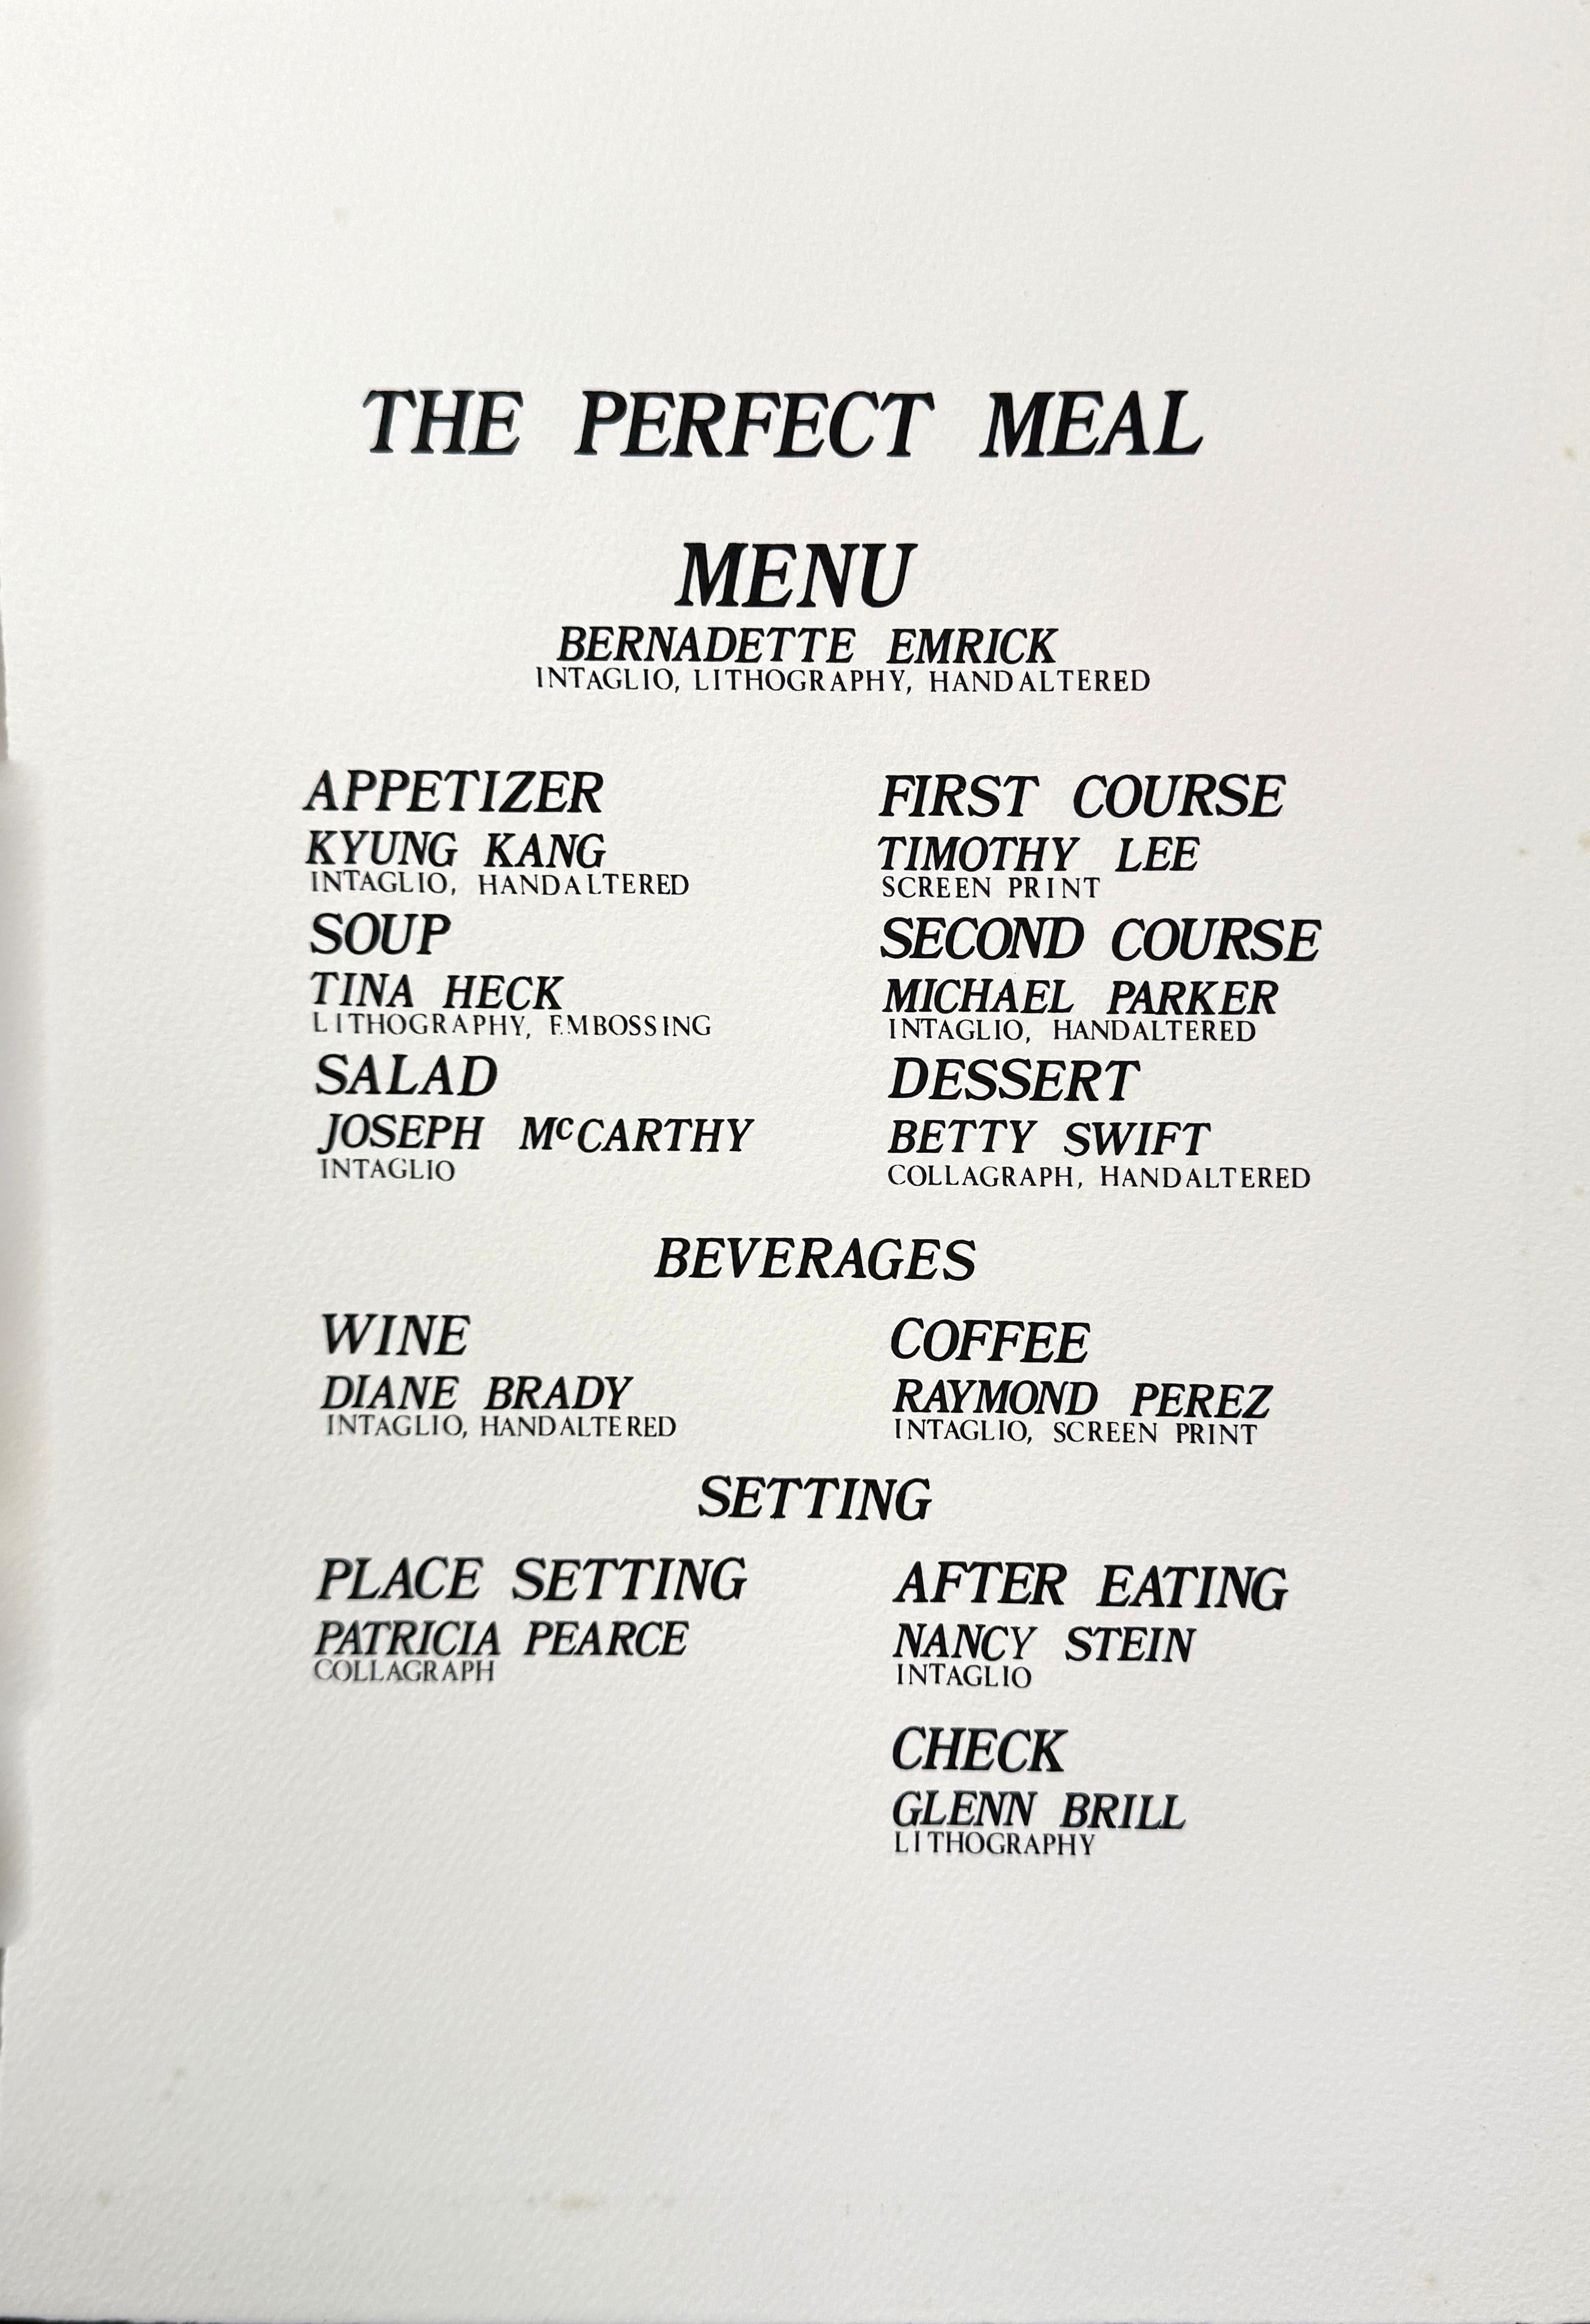 THE PERFECT MEAL
MENU
BERNADETTE EMRICK
INTAGLIO, LITHOGRAPHY, HANDALTERED
APPETIZER
KYUNG KANG
INTAGLIO, HANDALTERED
SOUP
TINA HECK
LITHOGRAPHY, EMBOSSING
SALAD
JOSEPH McCARTHY
INTAGLIO
FIRST COURSE
TIMOTHY LEE
SCREEN PRINT
SECOND COURSE
MICHAEL PARKER
INTAGLIO, HANDALTERED
DESSERT
BETTY SWIFT
COLLAGRAPH, HANDALTERED
BEVERAGES
WINE
DIANE BRADY
INTAGLIO, HANDALTERED
COFFEE
RAYMOND PEREZ
INTAGLIO, SCREEN PRINT
SETTING
PLACE SETTING
PATRICIA PEARCE
COLLAGRAPH
AFTER EATING
NANCY STEIN
INTAGLIO
CHECK
GLENN BRILL
LITHOGRAPHY